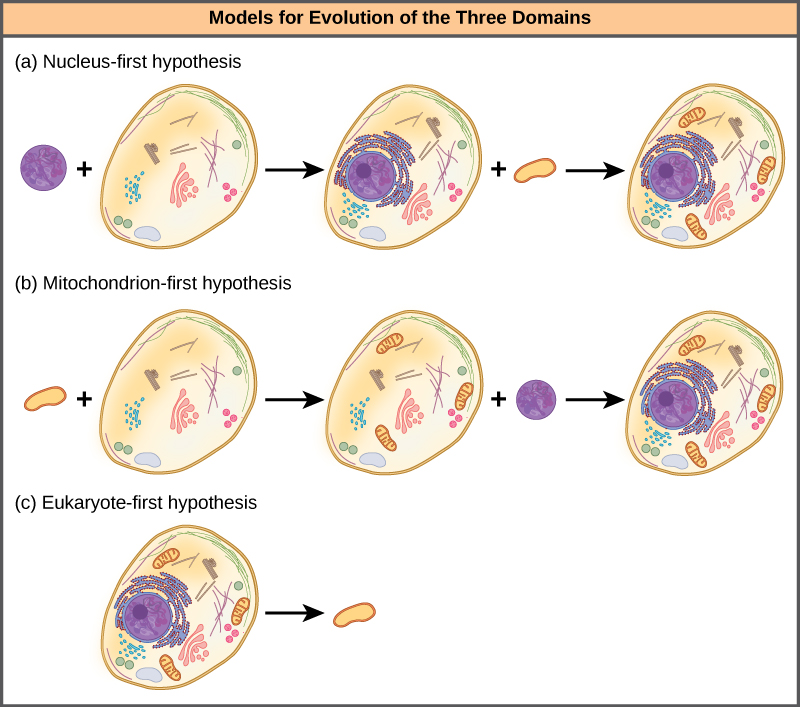 Models for Evolution of the Three Domains
(a) Nucleus-first hypothesis
+
+
(b) Mitochondrion-first hypothesis
+
+
(c) Eukaryote-first hypothesis